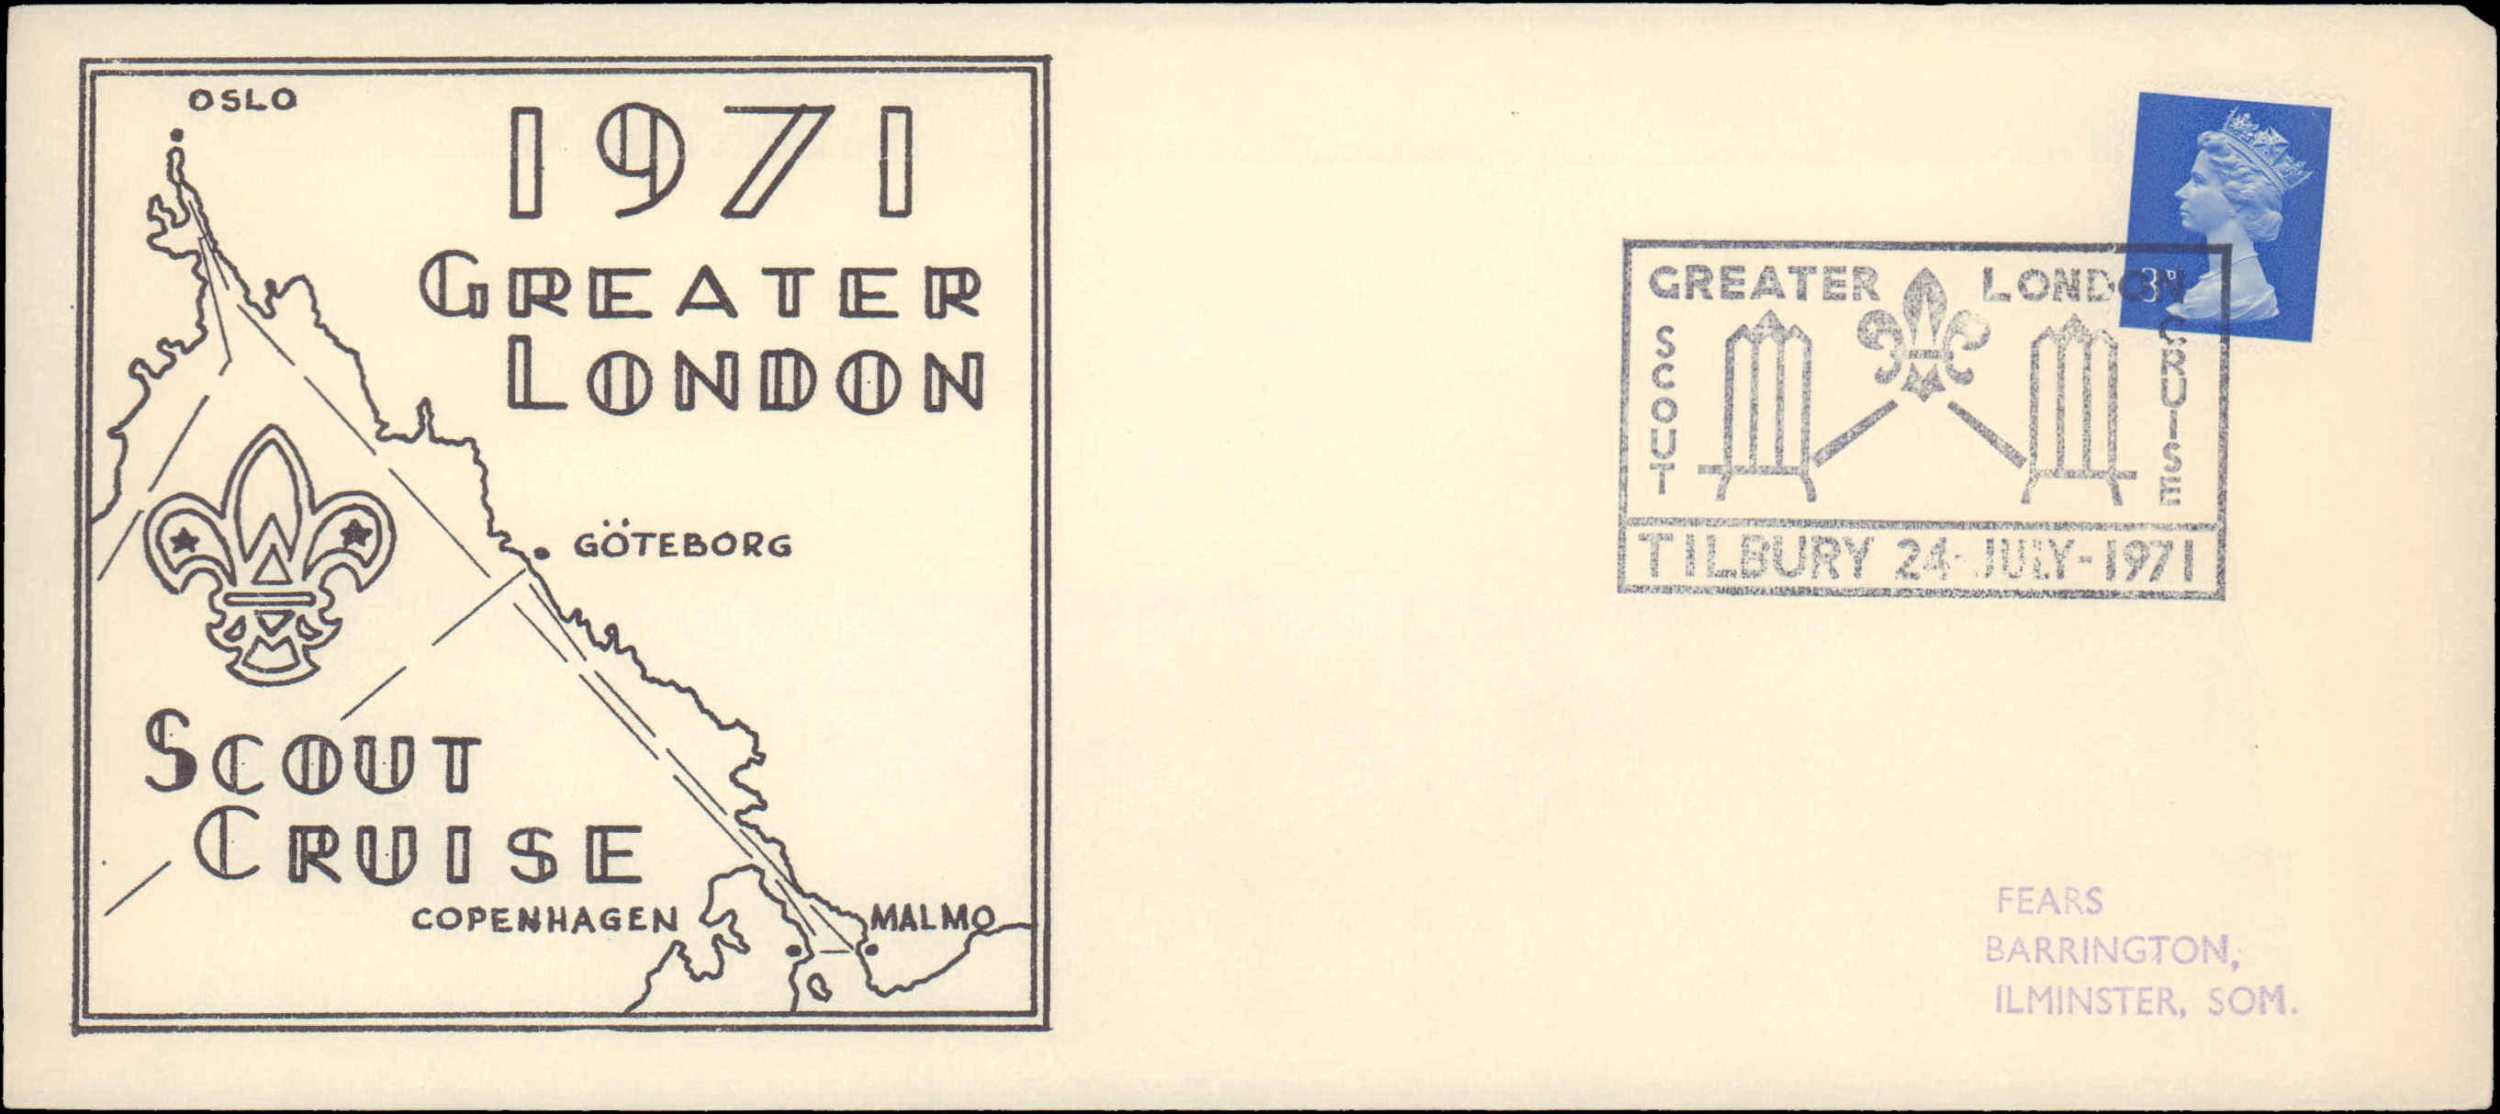 OSLO
1971
GREATER
LONDON
GÖTEBORG
SCOUT
CRUISE
COPENHAGEN
MALMO
3P
GREATER LONDON
SCOUT
CRUISE
TILBURY 24-JULY-1971
FEARS
BARRINGTON,
ILMINSTER, SOM.